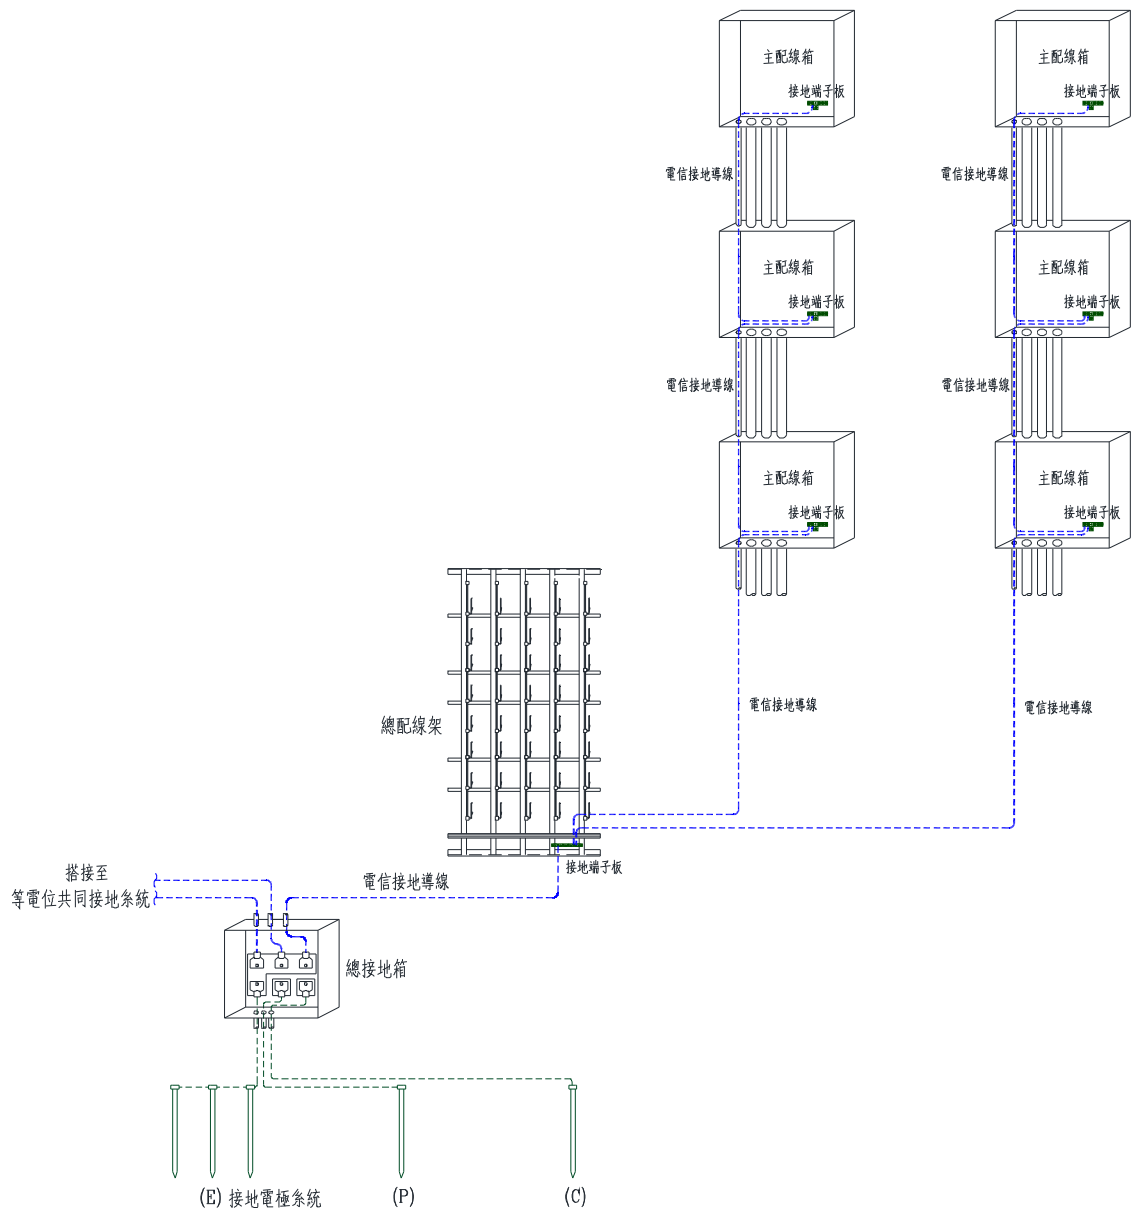 主配線箱
主配線箱
接地端子板
接地端子板
電信接地導線
電信接地導線
主配線箱
主配線箱
接地端子板
接地端子板
電信接地導線
電信接地導線
主配線箱
主配線箱
接地端子板
接地端子板
電信接地導線
電信接地導線
總配線架
接地端子板
搭接至
等電位共同接地系統
電信接地導線
總接地箱
(E) 接地電極系統
(P)
(C)